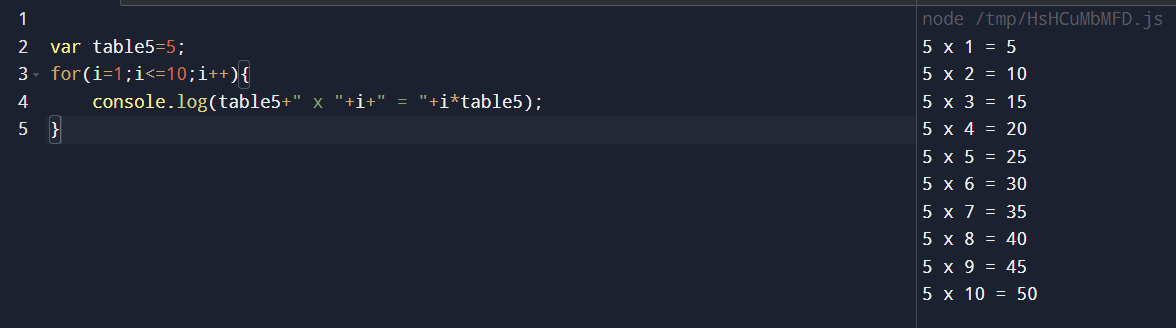 1
2 var table5=5;
3 for(i=1;i<=10;i++){
4 console.log(table5+" x "+i+" = "+i*table5);
5 }
node /tmp/HsHCuMbMFD.js
5 x 1 = 5
5 x 2 = 10
5 x 3 = 15
5 x 4 = 20
5 x 5 = 25
5 x 6 = 30
5 x 7 = 35
5 x 8 = 40
5 x 9 = 45
5 x 10 = 50